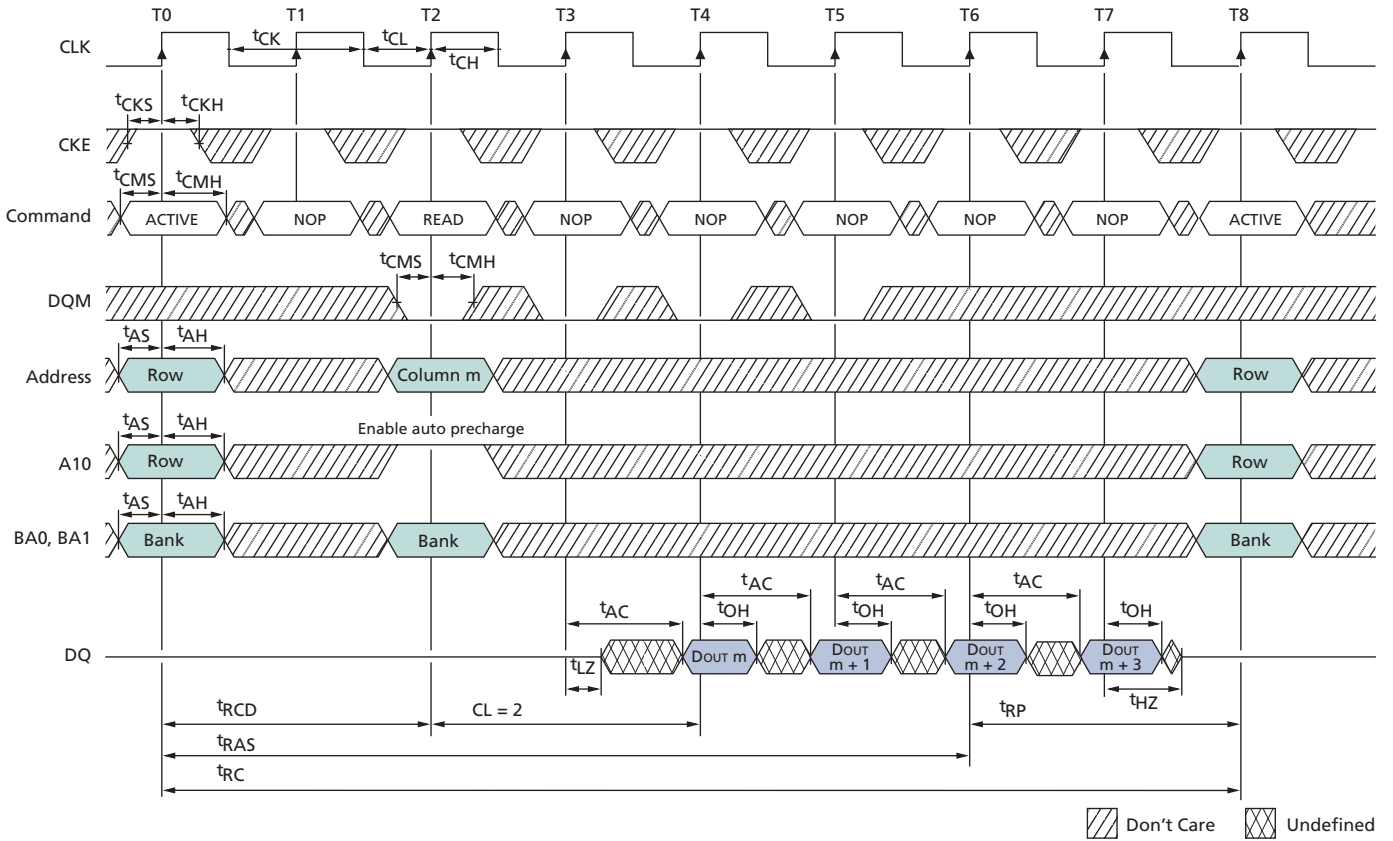 T0 T1 T2 T3 T4 T5 T6 T7 T8
CLK
tCK tCL
tCH
tCKS tCKH
CKE
tCMS tCMH
Command ACTIVE NOP READ NOP NOP NOP NOP NOP ACTIVE
tCMS tCMH
DQM
tAS tAH
Address Row Column m Row
tAS tAH Enable auto precharge
A10 Row Row
tAS tAH
BA0, BA1 Bank Bank Bank
tAC tAC tAC
tAC tOH tOH tOH tOH
DQ DOUT m DOUT m + 1 DOUT m + 2 DOUT m + 3
tLZ tHZ
tRCD CL = 2 tRP
tRAS
tRC
Don't Care Undefined